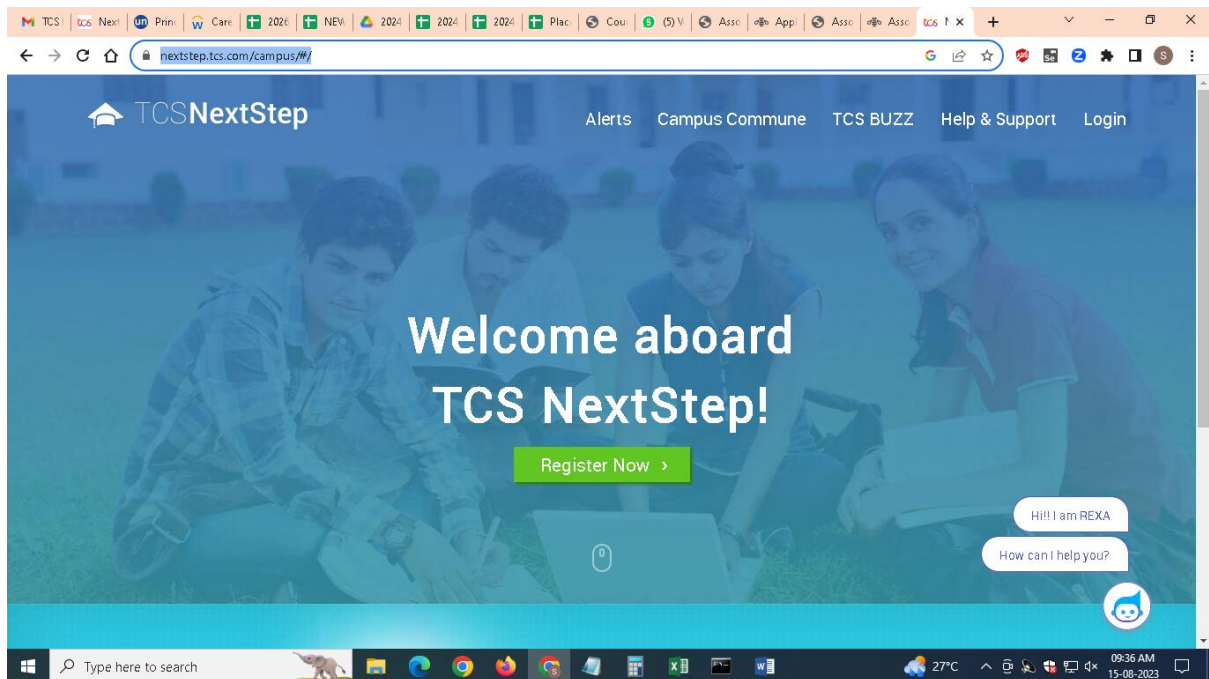 TCS Next Prin Care 2026 NEW 2024 2024 2024 Plac Cou (5) Asso Appl Asso Asso
nextstep.tcs.com/campus/#/
TCSNextStep
Alerts Campus Commune TCS BUZZ Help & Support Login
Welcome aboard
TCS NextStep!
Register Now
Hi!! I am REXA
How can I help you?
Type here to search
27°C
09:36 AM
15-08-2023